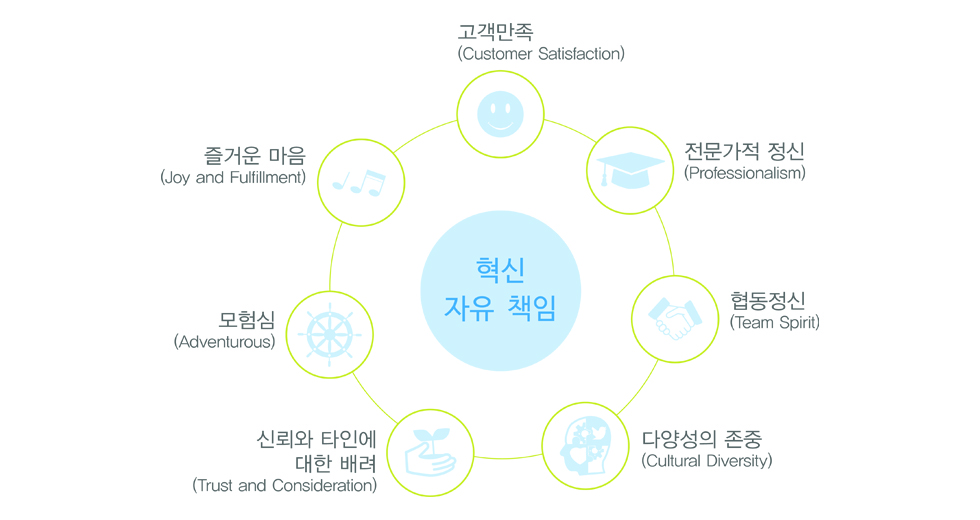 고객만족
(Customer Satisfaction)
전문가적 정신
(Professionalism)
협동정신
(Team Spirit)
다양성의 존중
(Cultural Diversity)
신뢰와 타인에
대한 배려
(Trust and Consideration)
모험심
(Adventurous)
즐거운 마음
(Joy and Fulfillment)
혁신
자유 책임